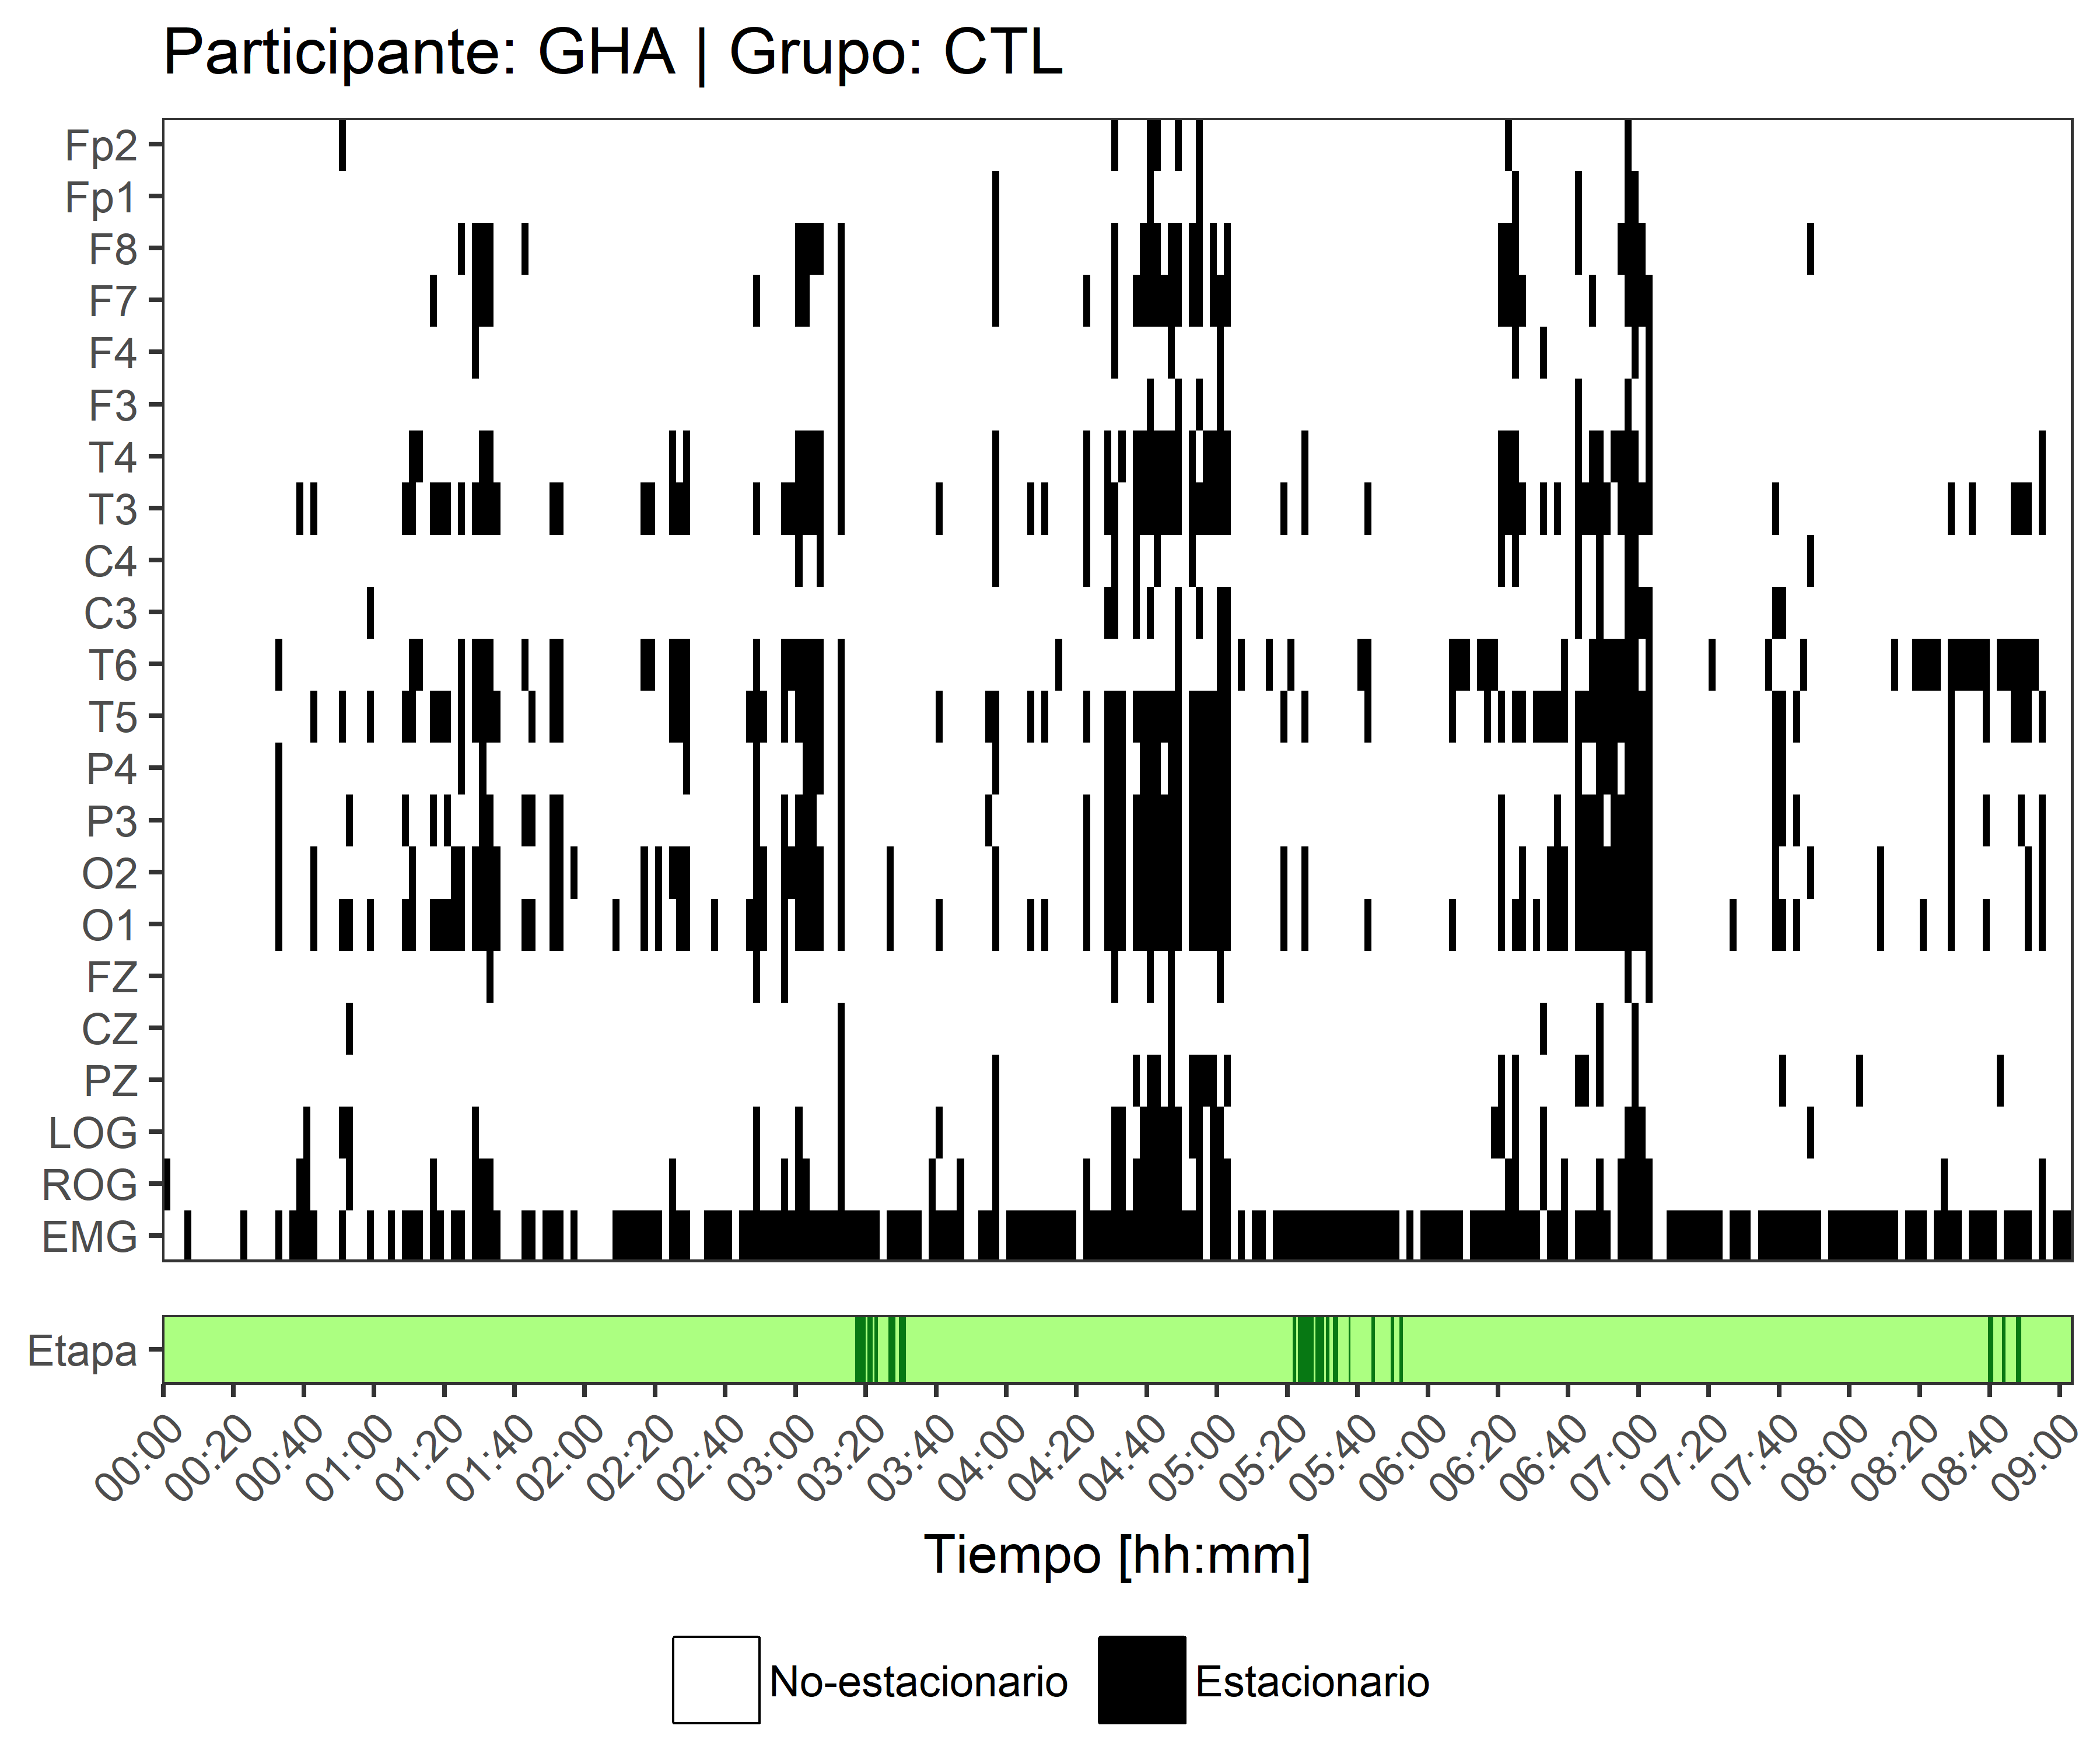 Participante: GHA | Grupo: CTL
Fp2
Fp1
F8
F7
F4
F3
T4
T3
C4
C3
T6
T5
P4
P3
O2
O1
FZ
CZ
PZ
LOG
ROG
EMG
Etapa
00:00
00:20
00:40
01:00
01:20
01:40
02:00
02:20
02:40
03:00
03:20
03:40
04:00
04:20
04:40
05:00
05:20
05:40
06:00
06:20
06:40
07:00
07:20
07:40
08:00
08:20
08:40
09:00
Tiempo [hh:mm]
No-estacionario
Estacionario